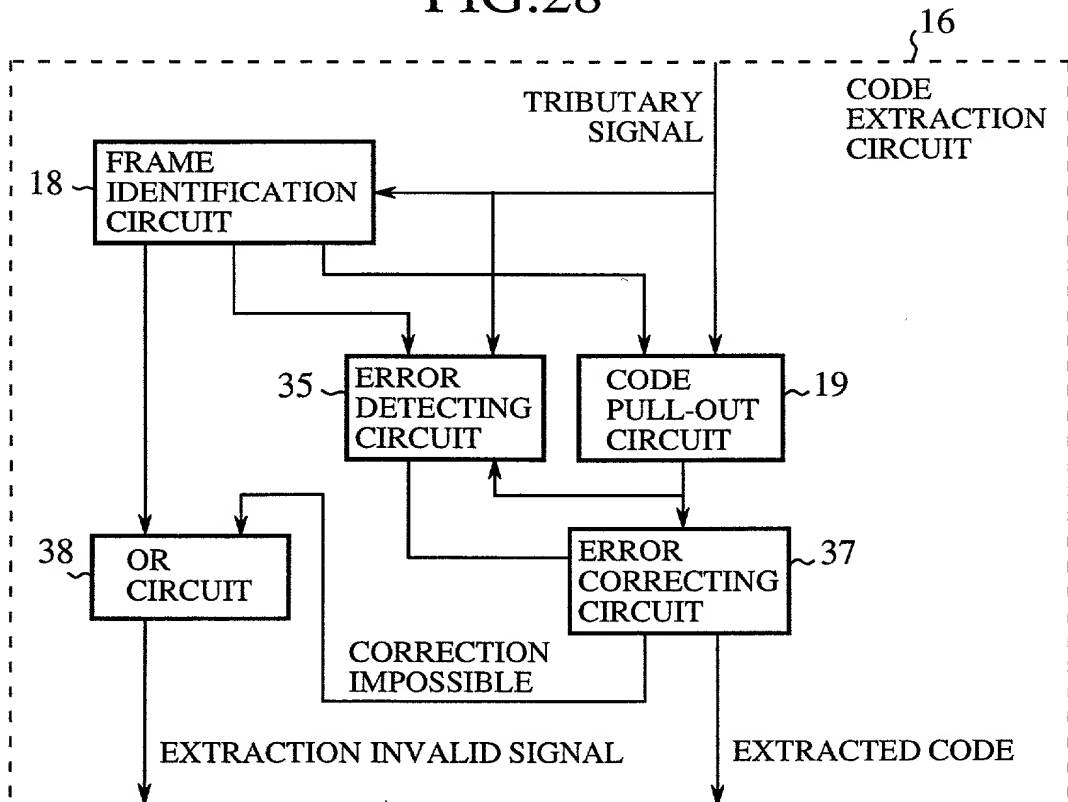 FIG.28
16
TRIBUTARY
SIGNAL
CODE
EXTRACTION
CIRCUIT
18
FRAME
IDENTIFICATION
CIRCUIT
35
ERROR
DETECTING
CIRCUIT
CODE
PULL-OUT
CIRCUIT
19
38
OR
CIRCUIT
ERROR
CORRECTING
CIRCUIT
37
CORRECTION
IMPOSSIBLE
EXTRACTION INVALID SIGNAL
EXTRACTED CODE